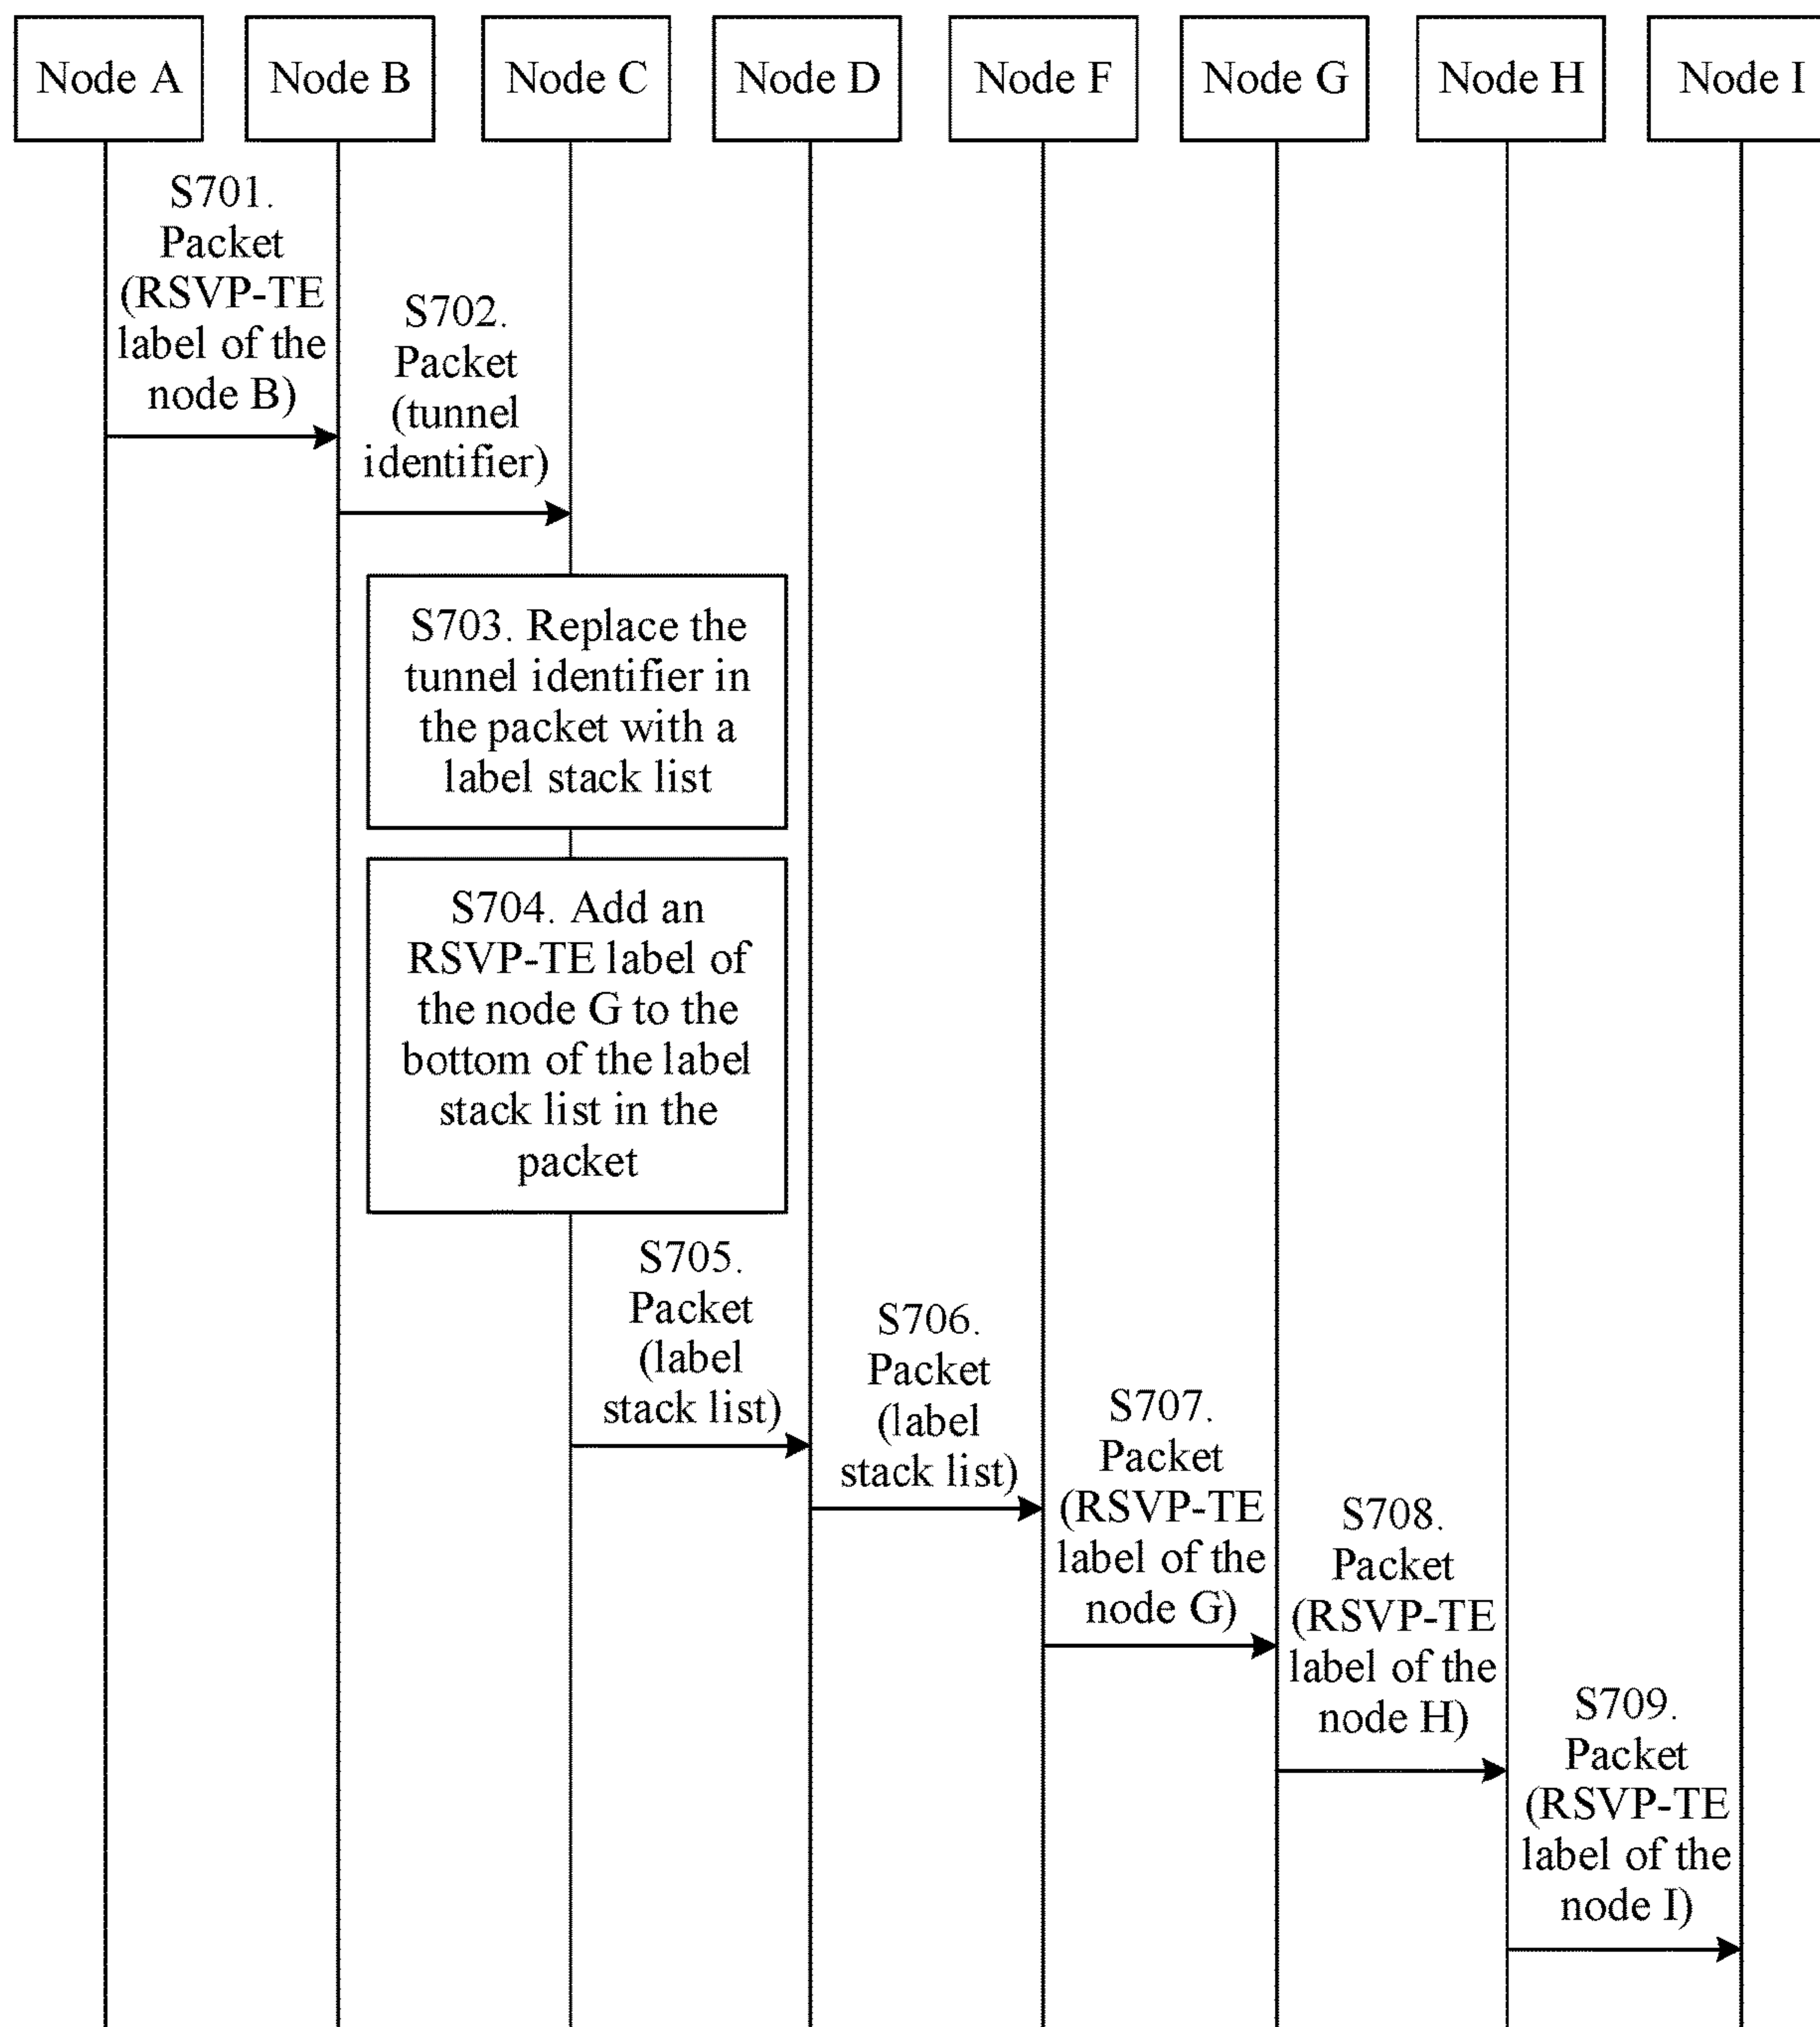 Node A
Node B
Node C
Node D
Node F
Node G
Node H
Node I
S701.
Packet
(RSVP-TE
label of the
node B)
S702.
Packet
(tunnel
identifier)
S703. Replace the
tunnel identifier in
the packet with a
label stack list
S704. Add an
RSVP-TE label of
the node G to the
bottom of the label
stack list in the
packet
S705.
Packet
(label
stack list)
S706.
Packet
(label
stack list)
S707.
Packet
(RSVP-TE
label of the
node G)
S708.
Packet
(RSVP-TE
label of the
node H)
S709.
Packet
(RSVP-TE
label of the
node I)